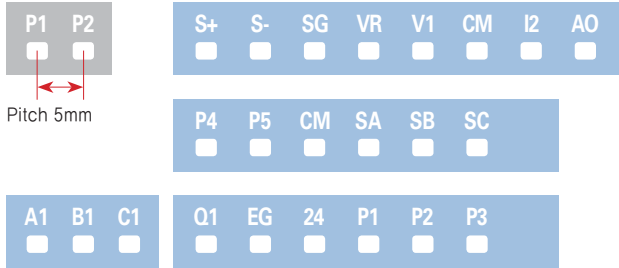 P1 P2
S+ S- SG VR V1 CM I2 AO
Pitch 5mm
P4 P5 CM SA SB SC
A1 B1 C1
Q1 EG 24 P1 P2 P3